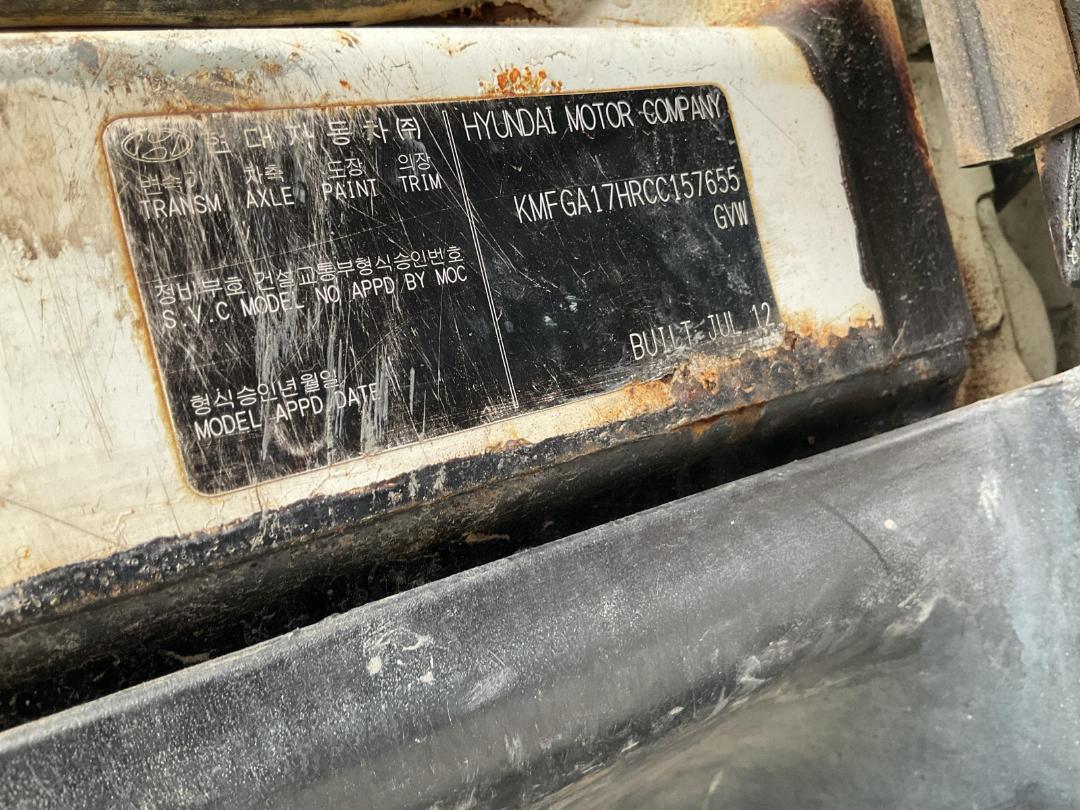 현대자동차(주) HYUNDAI MOTOR COMPANY
변속기 차축 도장 의장
TRANSM AXLE PAINT TRIM
KMFGA17HRCC157655
GVW
정비부호 건설교통부형식승인번호
S.V.C MODEL NO APPD BY MOC
BUILT JUL 12
형식승인년월일
MODEL APPD DATE